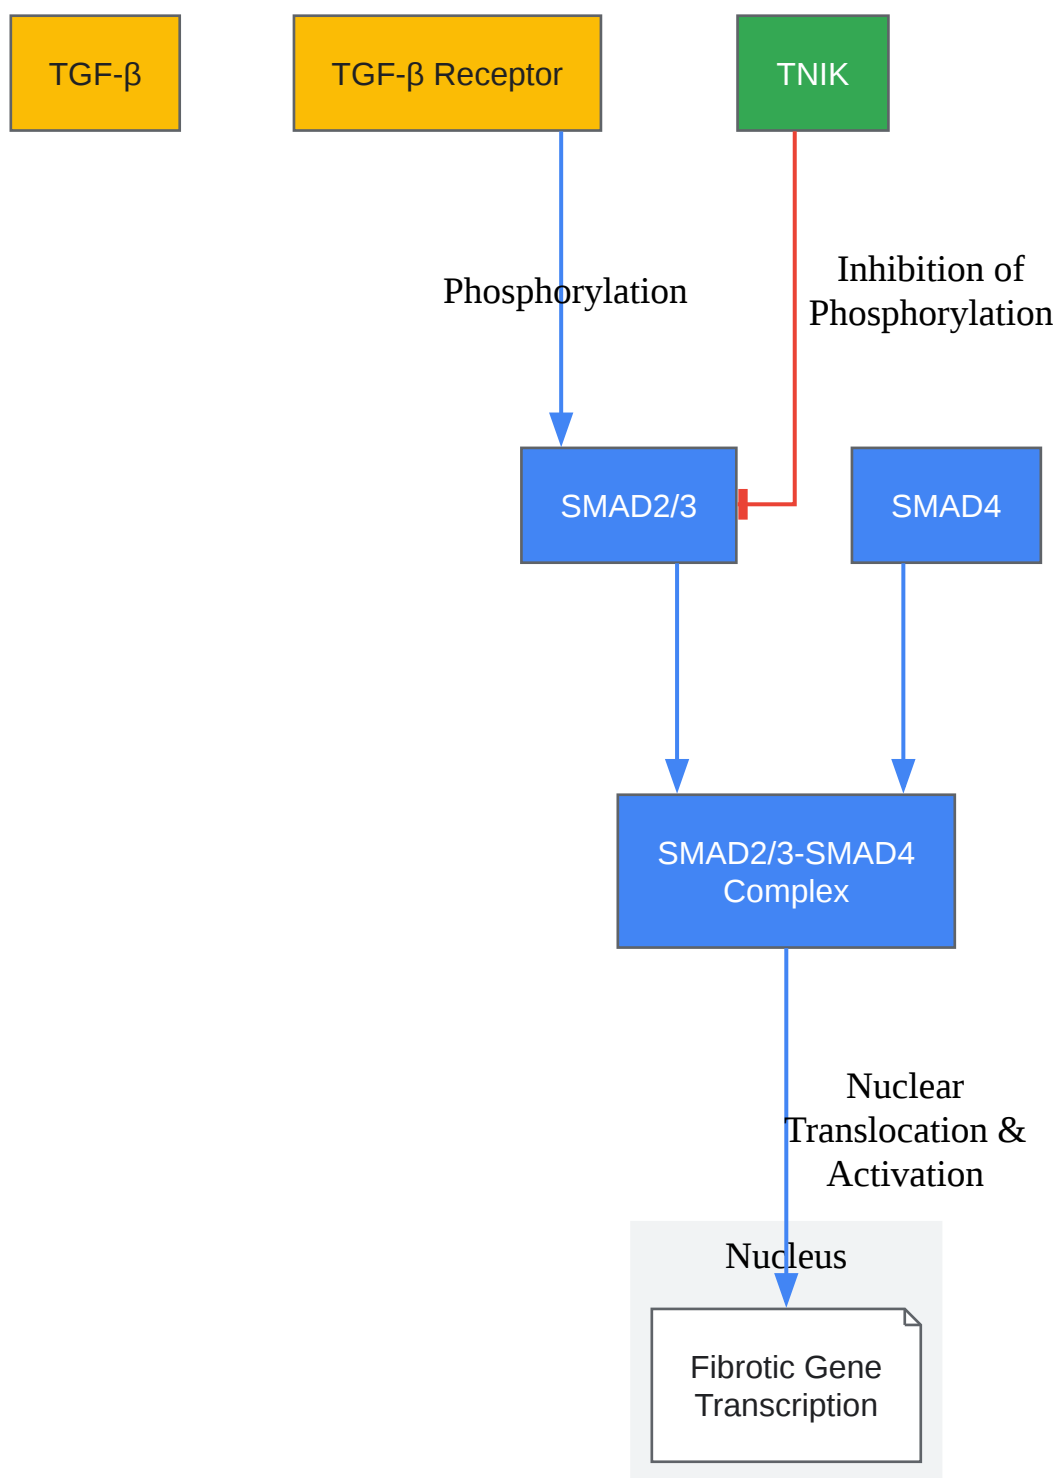 TGF-β
TGF-β Receptor
TNIK
Phosphorylation
Inhibition of
Phosphorylation
SMAD2/3
SMAD4
SMAD2/3-SMAD4
Complex
Nuclear
Translocation &
Activation
Nucleus
Fibrotic Gene
Transcription